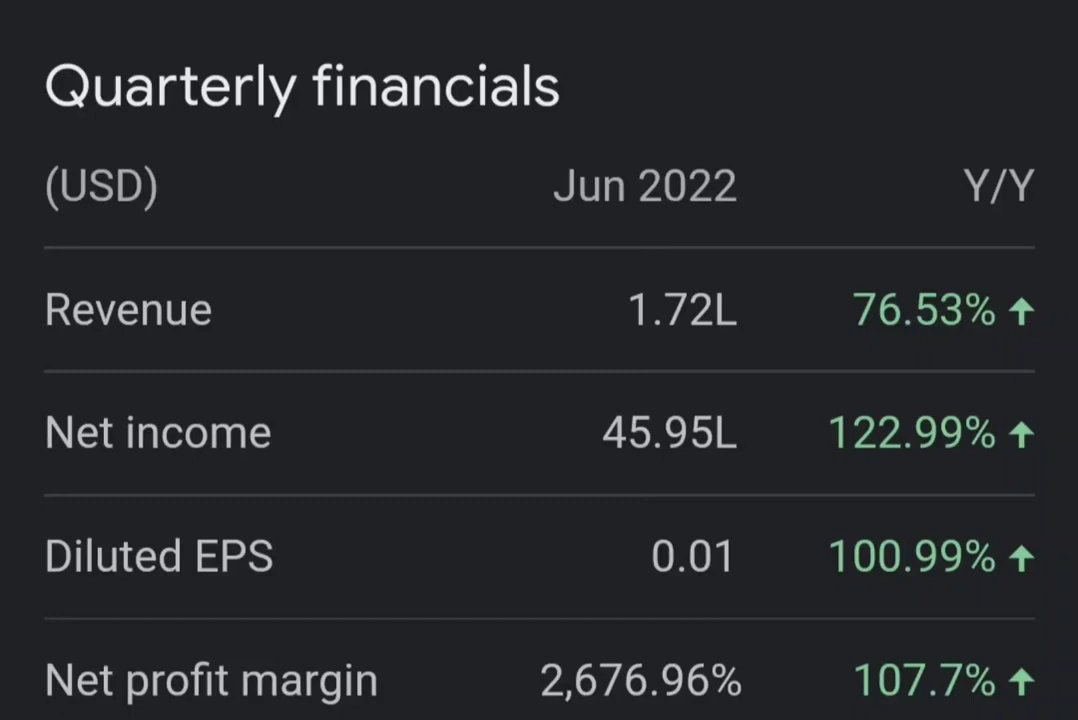 Quarterly financials
(USD) Jun 2022 Y/Y
Revenue 1.72L 76.53% ↑
Net income 45.95L 122.99% ↑
Diluted EPS 0.01 100.99% ↑
Net profit margin 2,676.96% 107.7% ↑